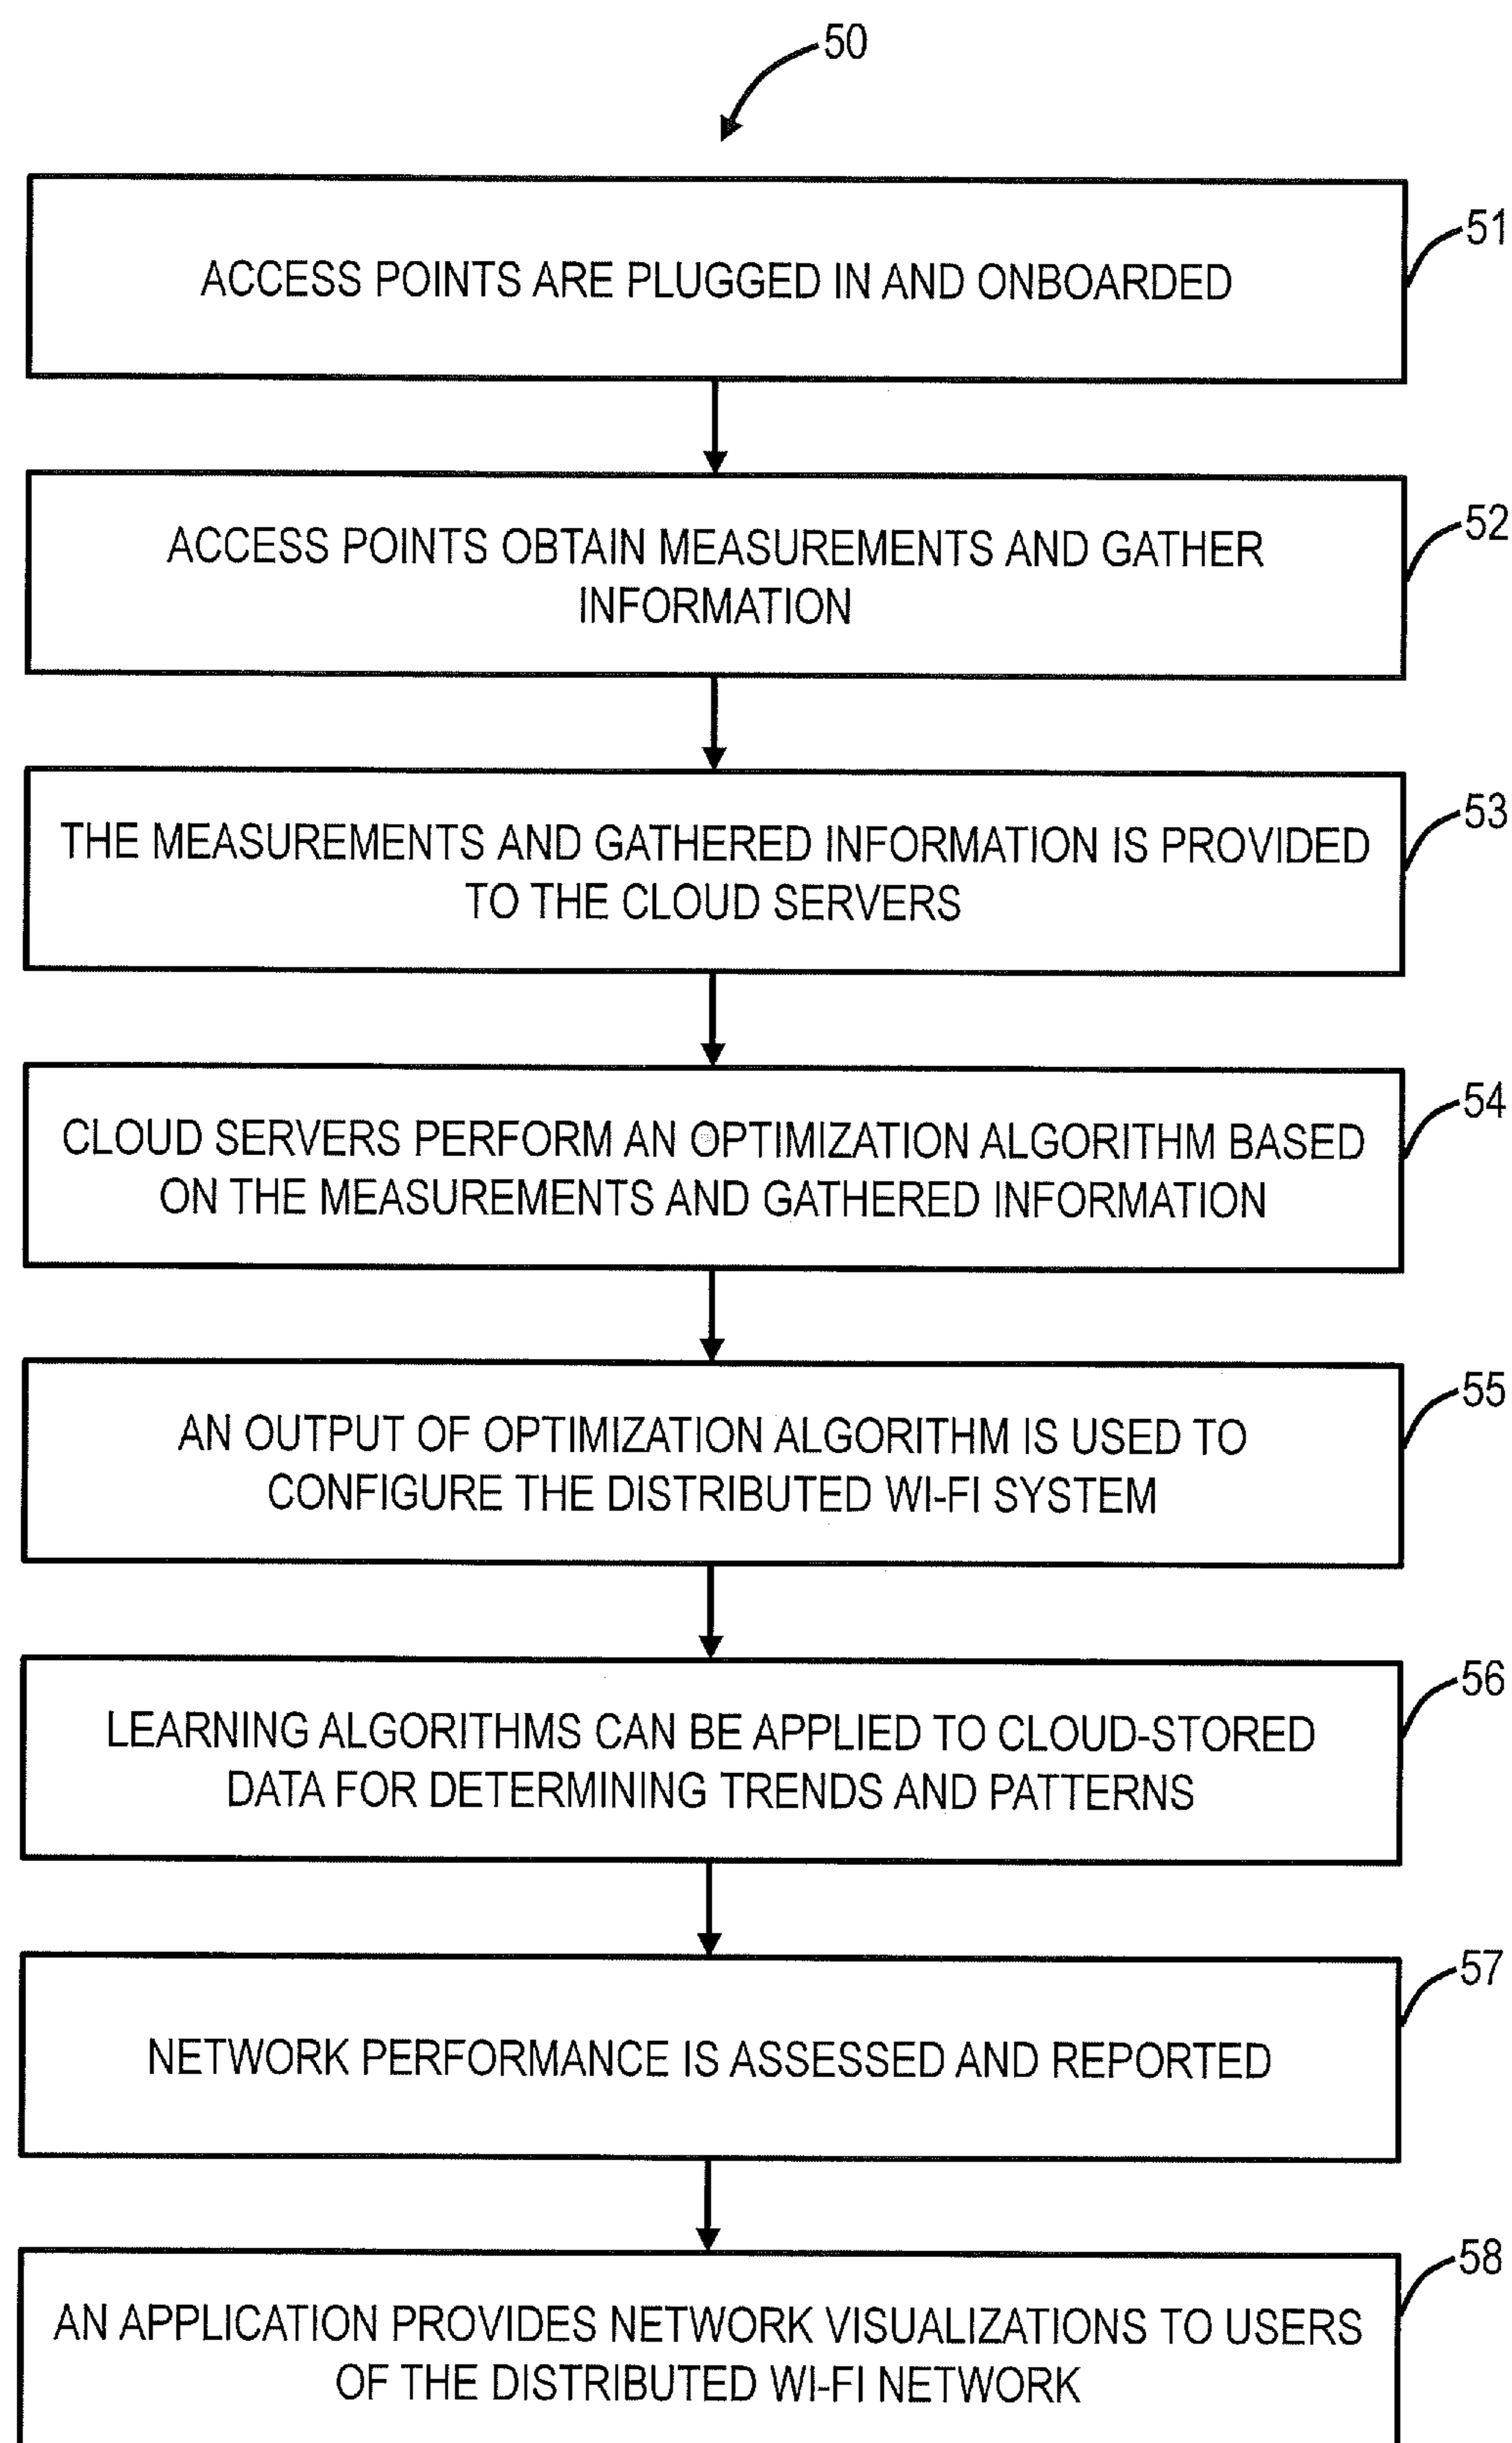 50
ACCESS POINTS ARE PLUGGED IN AND ONBOARDED
51
ACCESS POINTS OBTAIN MEASUREMENTS AND GATHER
INFORMATION
52
THE MEASUREMENTS AND GATHERED INFORMATION IS PROVIDED
TO THE CLOUD SERVERS
53
CLOUD SERVERS PERFORM AN OPTIMIZATION ALGORITHM BASED
ON THE MEASUREMENTS AND GATHERED INFORMATION
54
AN OUTPUT OF OPTIMIZATION ALGORITHM IS USED TO
CONFIGURE THE DISTRIBUTED WI-FI SYSTEM
55
LEARNING ALGORITHMS CAN BE APPLIED TO CLOUD-STORED
DATA FOR DETERMINING TRENDS AND PATTERNS
56
NETWORK PERFORMANCE IS ASSESSED AND REPORTED
57
AN APPLICATION PROVIDES NETWORK VISUALIZATIONS TO USERS
OF THE DISTRIBUTED WI-FI NETWORK
58